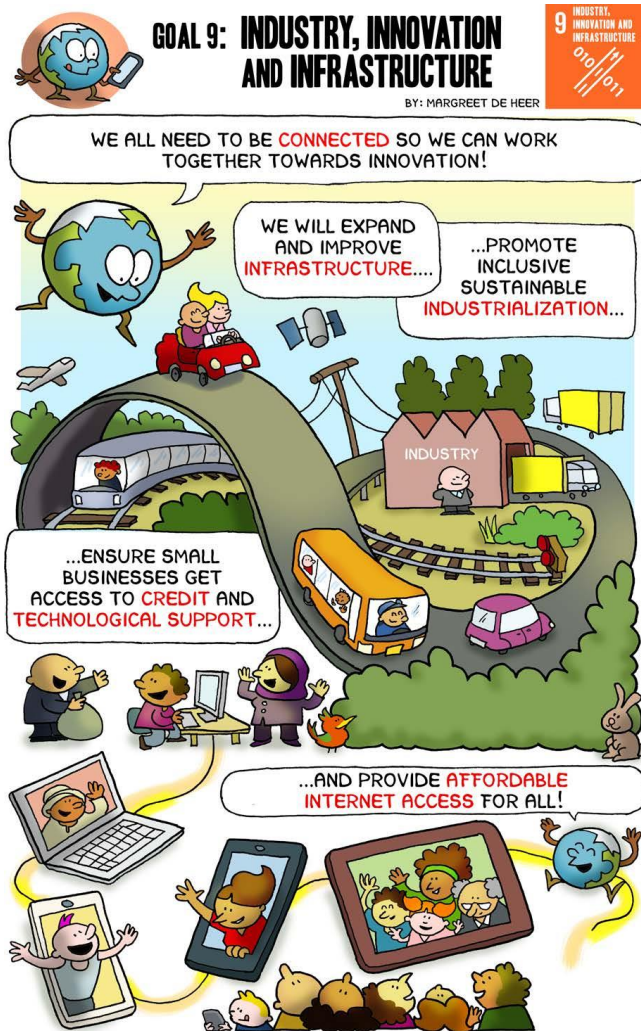 GOAL 9: INDUSTRY, INNOVATION
AND INFRASTRUCTURE
BY: MARGREET DE HEER
9 INDUSTRY,
INNOVATION AND
INFRASTRUCTURE
010 011
WE ALL NEED TO BE CONNECTED SO WE CAN WORK
TOGETHER TOWARDS INNOVATION!
WE WILL EXPAND
AND IMPROVE
INFRASTRUCTURE....
...PROMOTE
INCLUSIVE
SUSTAINABLE
INDUSTRIALIZATION...
INDUSTRY
...ENSURE SMALL
BUSINESSES GET
ACCESS TO CREDIT AND
TECHNOLOGICAL SUPPORT...
...AND PROVIDE AFFORDABLE
INTERNET ACCESS FOR ALL!